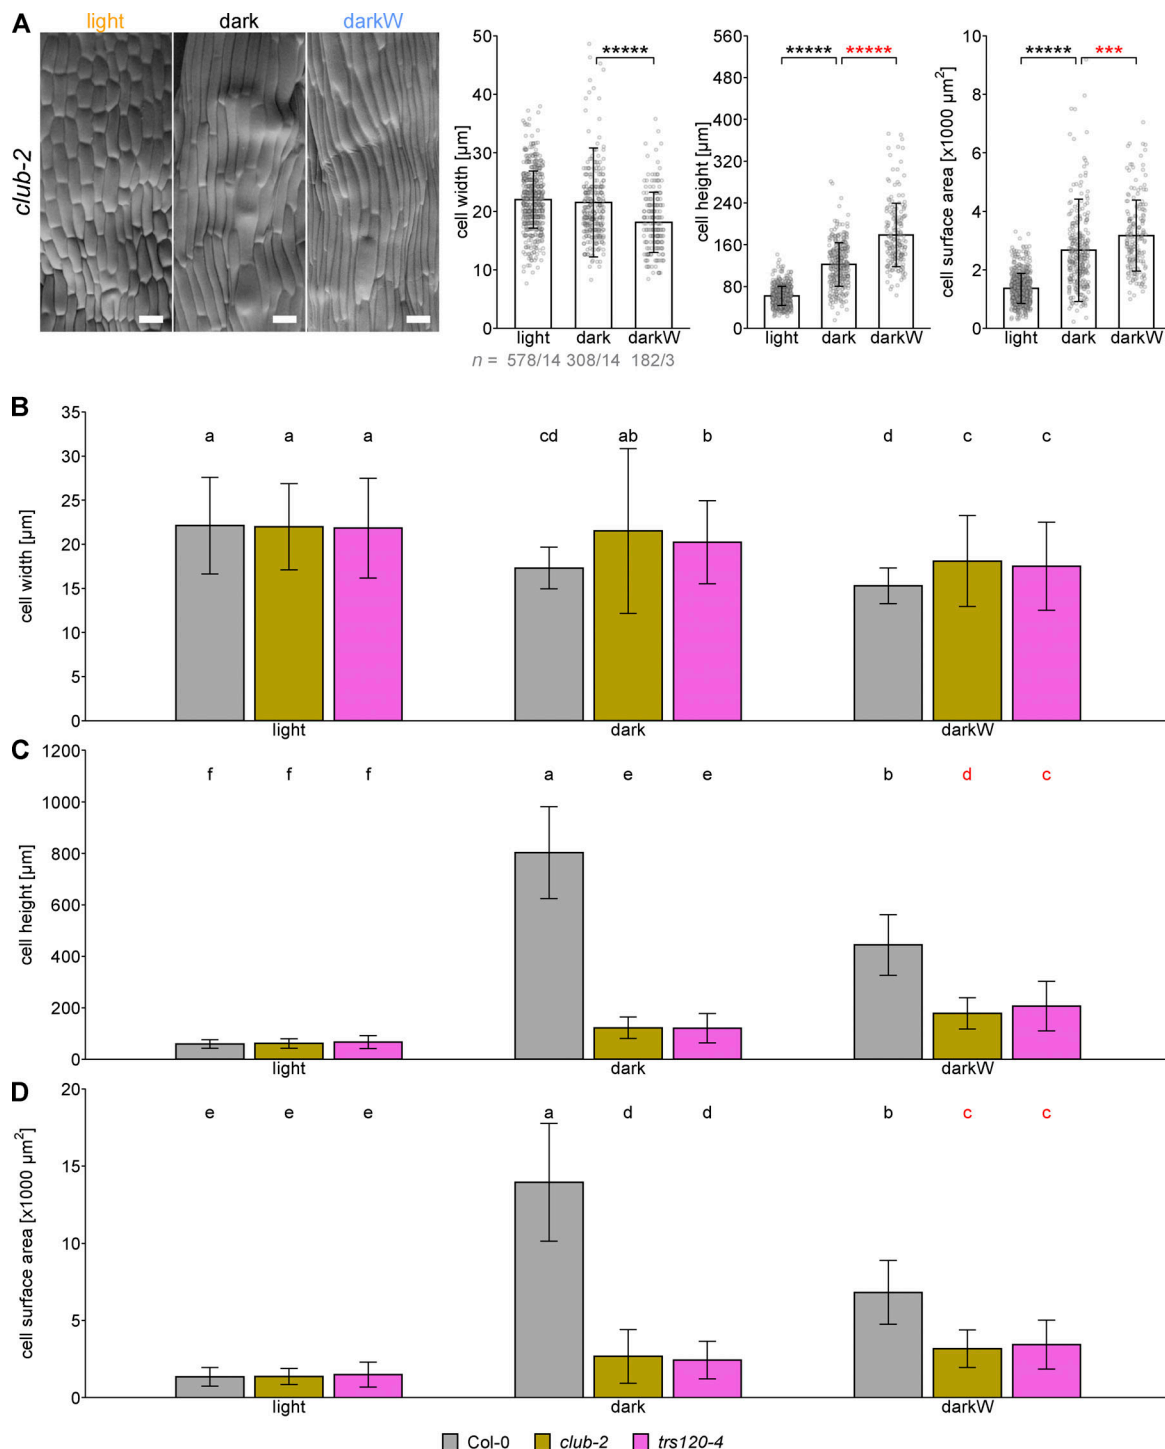 A
light dark darkW
club-2
50
40
30
20
10
0
cell width [µm]
*****
light dark darkW
n = 578/14 308/14 182/3
560
480
400
320
240
160
80
0
cell height [µm]
***** *****
light dark darkW
10
8
6
4
2
0
cell surface area [x1000 µm²]
***** ***
light dark darkW
B
35
30
25
20
15
10
5
0
cell width [µm]
a a a cd ab b d c c
light dark darkW
C
1200
1000
800
600
400
200
0
cell height [µm]
f f f a e e b d c
light dark darkW
D
20
15
10
5
0
cell surface area [x1000 µm²]
e e e a d d b c c
light dark darkW
Col-0 club-2 trs120-4